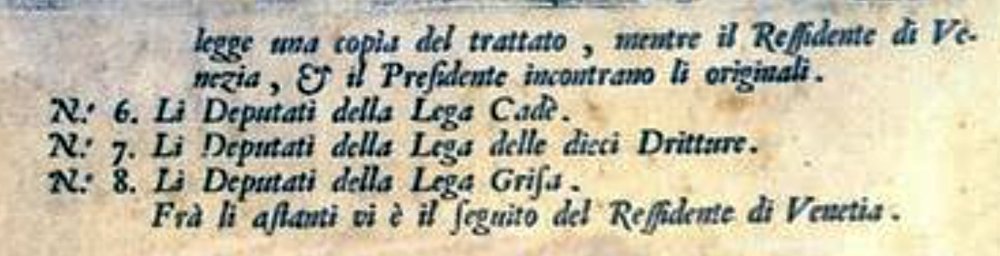 legge una copia del trattato, mentre il Reſſidente di Ve-
nezia, & il Preſidente incontrano li originali.
N.º 6. Li Deputati della Lega Cadè.
N.º 7. Li Deputati della Lega delle dieci Dritture.
N.º 8. Li Deputati della Lega Griſa.
Frà li aſtanti vi è il ſeguito del Reſſidente di Venetia.